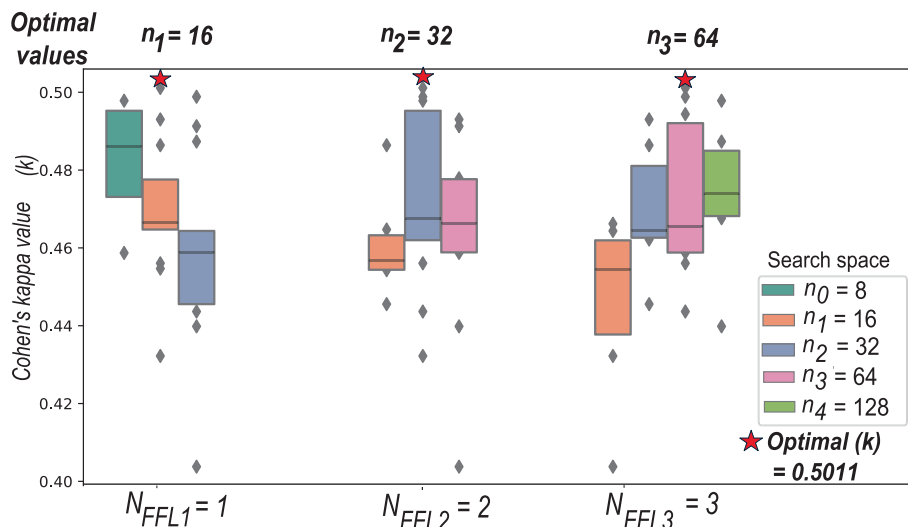 Optimal values
n1 = 16
n2 = 32
n3 = 64
Cohen's kappa value (k)
0.50
0.48
0.46
0.44
0.42
0.40
Search space
n0 = 8
n1 = 16
n2 = 32
n3 = 64
n4 = 128
Optimal (k)
= 0.5011
NFFL1 = 1
NFFL2 = 2
NFFL3 = 3